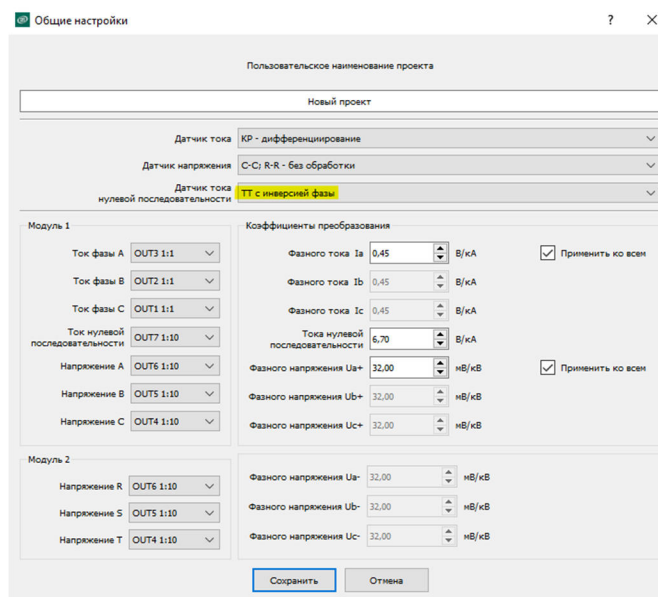 Общие настройки
?
Пользовательское наименование проекта
Новый проект
Датчик тока КР - дифференциирование
Датчик напряжения C-C; R-R - без обработки
Датчик тока
нулевой последовательности ТТ с инверсией фазы
Модуль 1
Ток фазы A OUT3 1:1
Ток фазы B OUT2 1:1
Ток фазы C OUT1 1:1
Ток нулевой
последовательности OUT7 1:10
Напряжение A OUT6 1:10
Напряжение B OUT5 1:10
Напряжение C OUT4 1:10
Коэффициенты преобразования
Фазного тока Ia 0,45 В/кА Применить ко всем
Фазного тока Ib 0,45 В/кА
Фазного тока Ic 0,45 В/кА
Тока нулевой
последовательности 6,70 В/кА
Фазного напряжения Ua+ 32,00 мВ/кВ Применить ко всем
Фазного напряжения Ub+ 32,00 мВ/кВ
Фазного напряжения Uc+ 32,00 мВ/кВ
Модуль 2
Напряжение R OUT6 1:10
Напряжение S OUT5 1:10
Напряжение T OUT4 1:10
Фазного напряжения Ua- 32,00 мВ/кВ
Фазного напряжения Ub- 32,00 мВ/кВ
Фазного напряжения Uc- 32,00 мВ/кВ
Сохранить
Отмена